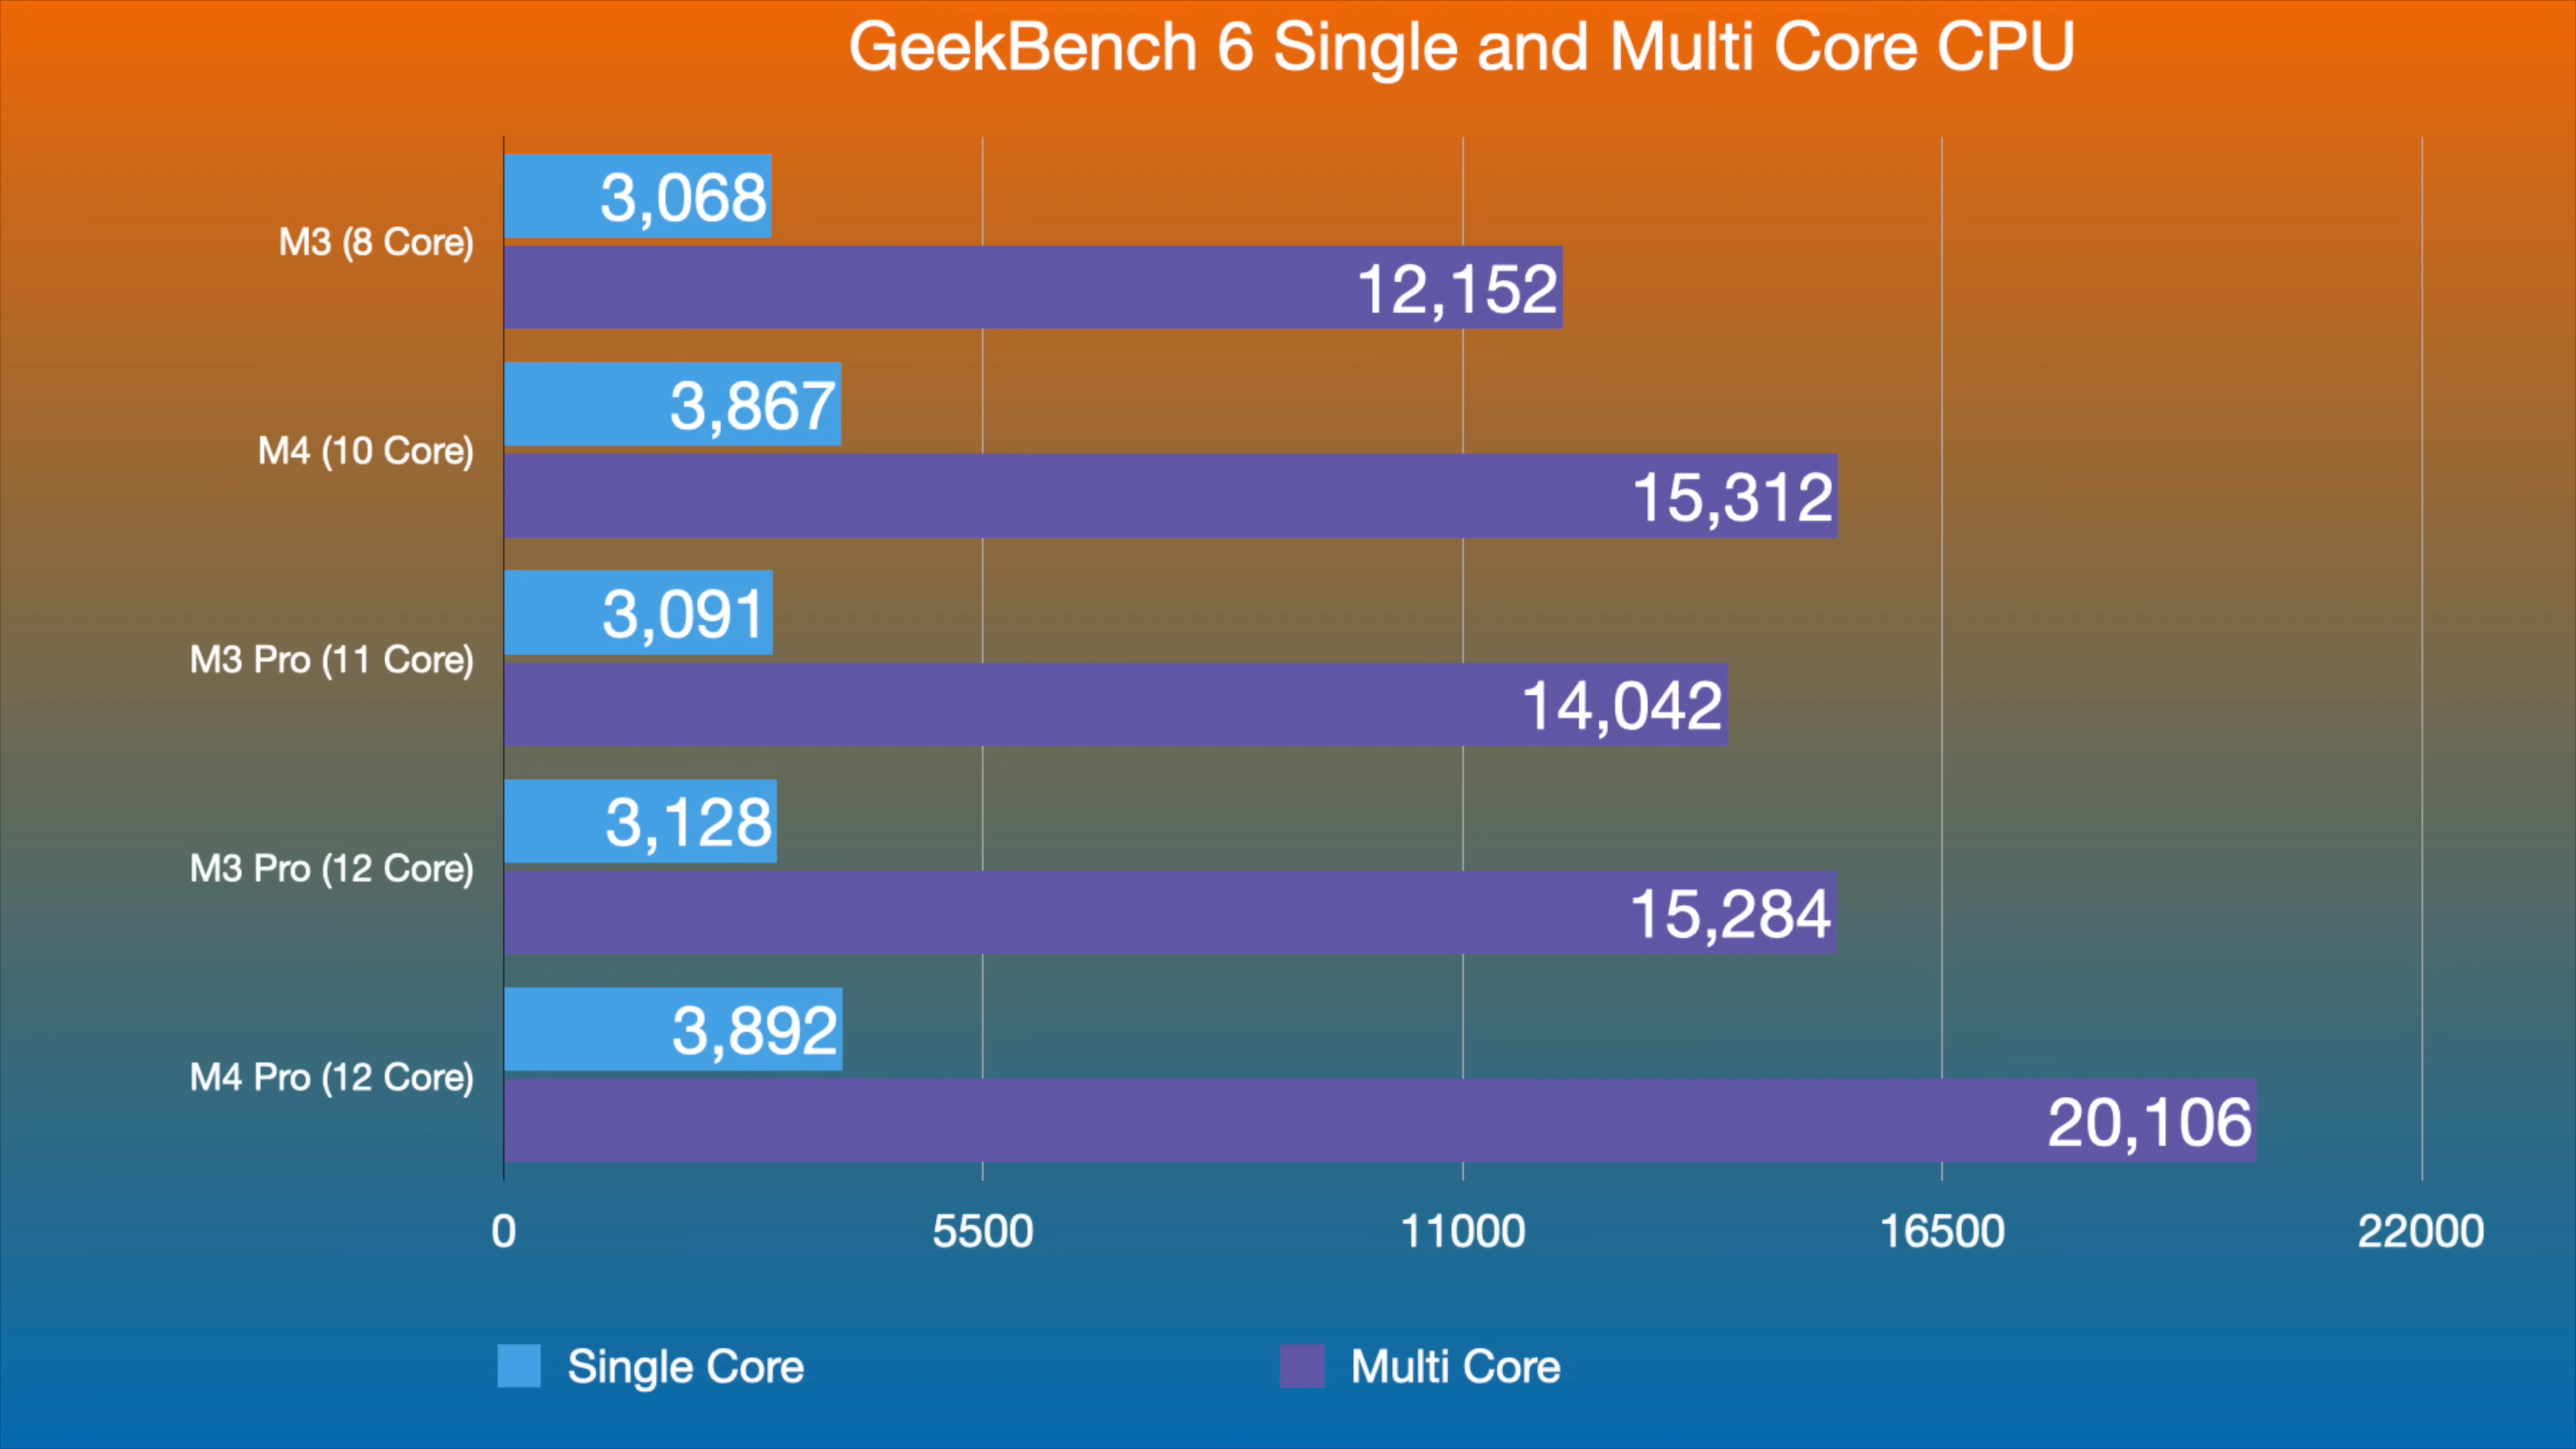 GeekBench 6 Single and Multi Core CPU
3,068
M3 (8 Core)
12,152
3,867
M4 (10 Core)
15,312
3,091
M3 Pro (11 Core)
14,042
3,128
M3 Pro (12 Core)
15,284
3,892
M4 Pro (12 Core)
20,106
0 5500 11000 16500 22000
Single Core Multi Core